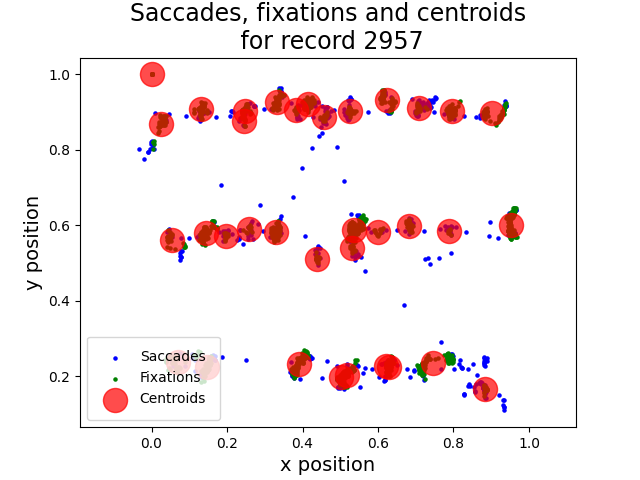 Saccades, fixations and centroids
for record 2957
y position
1.0
0.8
0.6
0.4
0.2
Saccades
Fixations
Centroids
0.0 0.2 0.4 0.6 0.8 1.0
x position